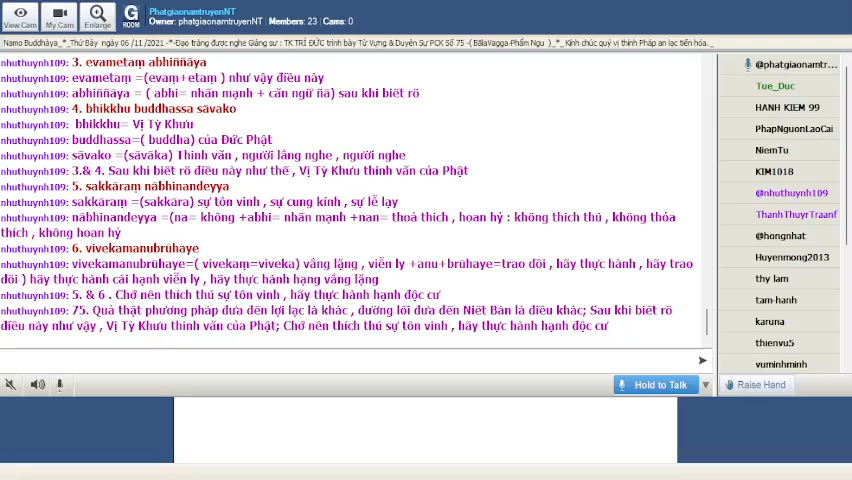 PhatgiaonamtruyenNT
Owner: phatgiaonamtruyenNT Members: 23 Cams: 0
View Cam My Cam Enlarge G ROOM
Namo Buddhàya_*_Thứ Bảy ngày 06 /11 /2021 -*-Đạo tràng được nghe Giảng sư : TK TRÍ ĐỨC trình bày Từ Vựng & Duyên Sự PCK Số 75 -(BālaVagga-Phẩm Ngu )_*_Kính chúc quý vị thính Pháp an lạc tiến hóa._
nhuthuynh109: 3. evametaṃ abhiññāya
nhuthuynh109: evametaṃ =(evaṃ+etaṃ ) như vậy điều này
nhuthuynh109: abhiññāya = ( abhi= nhấn mạnh + căn ngữ ñā) sau khi biết rõ
nhuthuynh109: 4. bhikkhu buddhassa sāvako
nhuthuynh109: bhikkhu= Vị Tỳ Khưu
nhuthuynh109: buddhassa=( buddha) của Đức Phật
nhuthuynh109: sāvako =(sāvāka) Thinh văn , người lắng nghe , người nghe
nhuthuynh109: 3.& 4. Sau khi biết rõ điều này như thế , Vị Tỳ Khưu thinh văn của Phật
nhuthuynh109: 5. sakkāraṃ nābhinandeyya
nhuthuynh109: sakkāraṃ =(sakkāra) sự tôn vinh , sự cung kính , sự lễ lạy
nhuthuynh109: nābhinandeyya =(na= không +abhi= nhấn mạnh +nan= thoả thích , hoan hỷ : không thích thú , không thỏa
thích , không hoan hỷ
nhuthuynh109: 6. vivekamanubrūhaye
nhuthuynh109: vivekamanubrūhaye=( vivekaṃ=viveka) vắng lặng , viễn ly +anu+brūhaye=trao dồi , hãy thực hành , hãy trao
dồi ) hãy thực hành cái hạnh viễn ly , hãy thực hành hạng vắng lặng
nhuthuynh109: 5. & 6 . Chớ nên thích thú sự tôn vinh , hãy thực hành hạnh độc cư
nhuthuynh109: 75. Quả thật phương pháp đưa đến lợi lạc là khác , đường lối đưa đến Niết Bàn là điều khác; Sau khi biết rõ
điều này như vậy , Vị Tỳ Khưu thinh văn của Phật; Chớ nên thích thú sự tôn vinh , hãy thực hành hạnh độc cư
Hold to Talk
@phatgiaonamtr...
Tue_Duc
HANH KIEM 99
PhapNguonLaoCai
NiemTu
KIM1018
@nhuthuynh109
ThanhThuyrTraanf
@hongnhat
Huyenmong2013
thy lam
tam-hanh
karuna
thienvu5
vuminhminh
Raise Hand